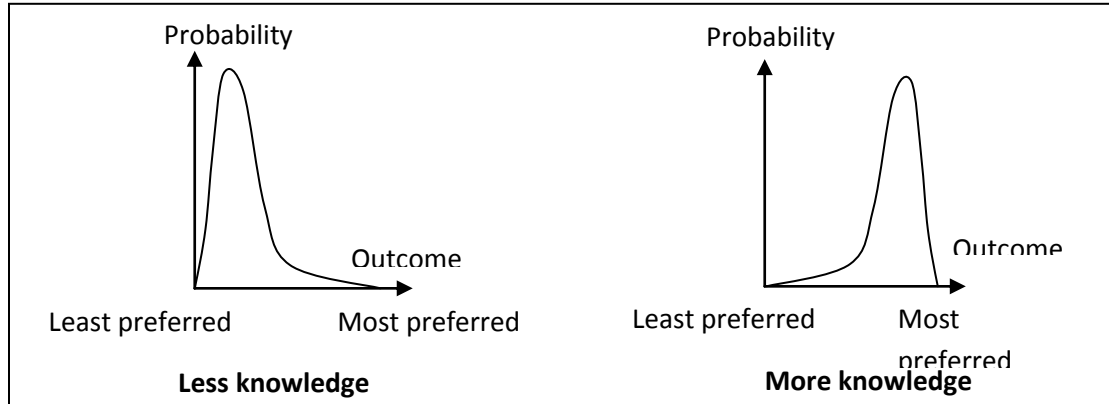 Probability
Outcome
Least preferred
Most preferred
Less knowledge
Probability
Outcome
Least preferred
Most
preferred
More knowledge